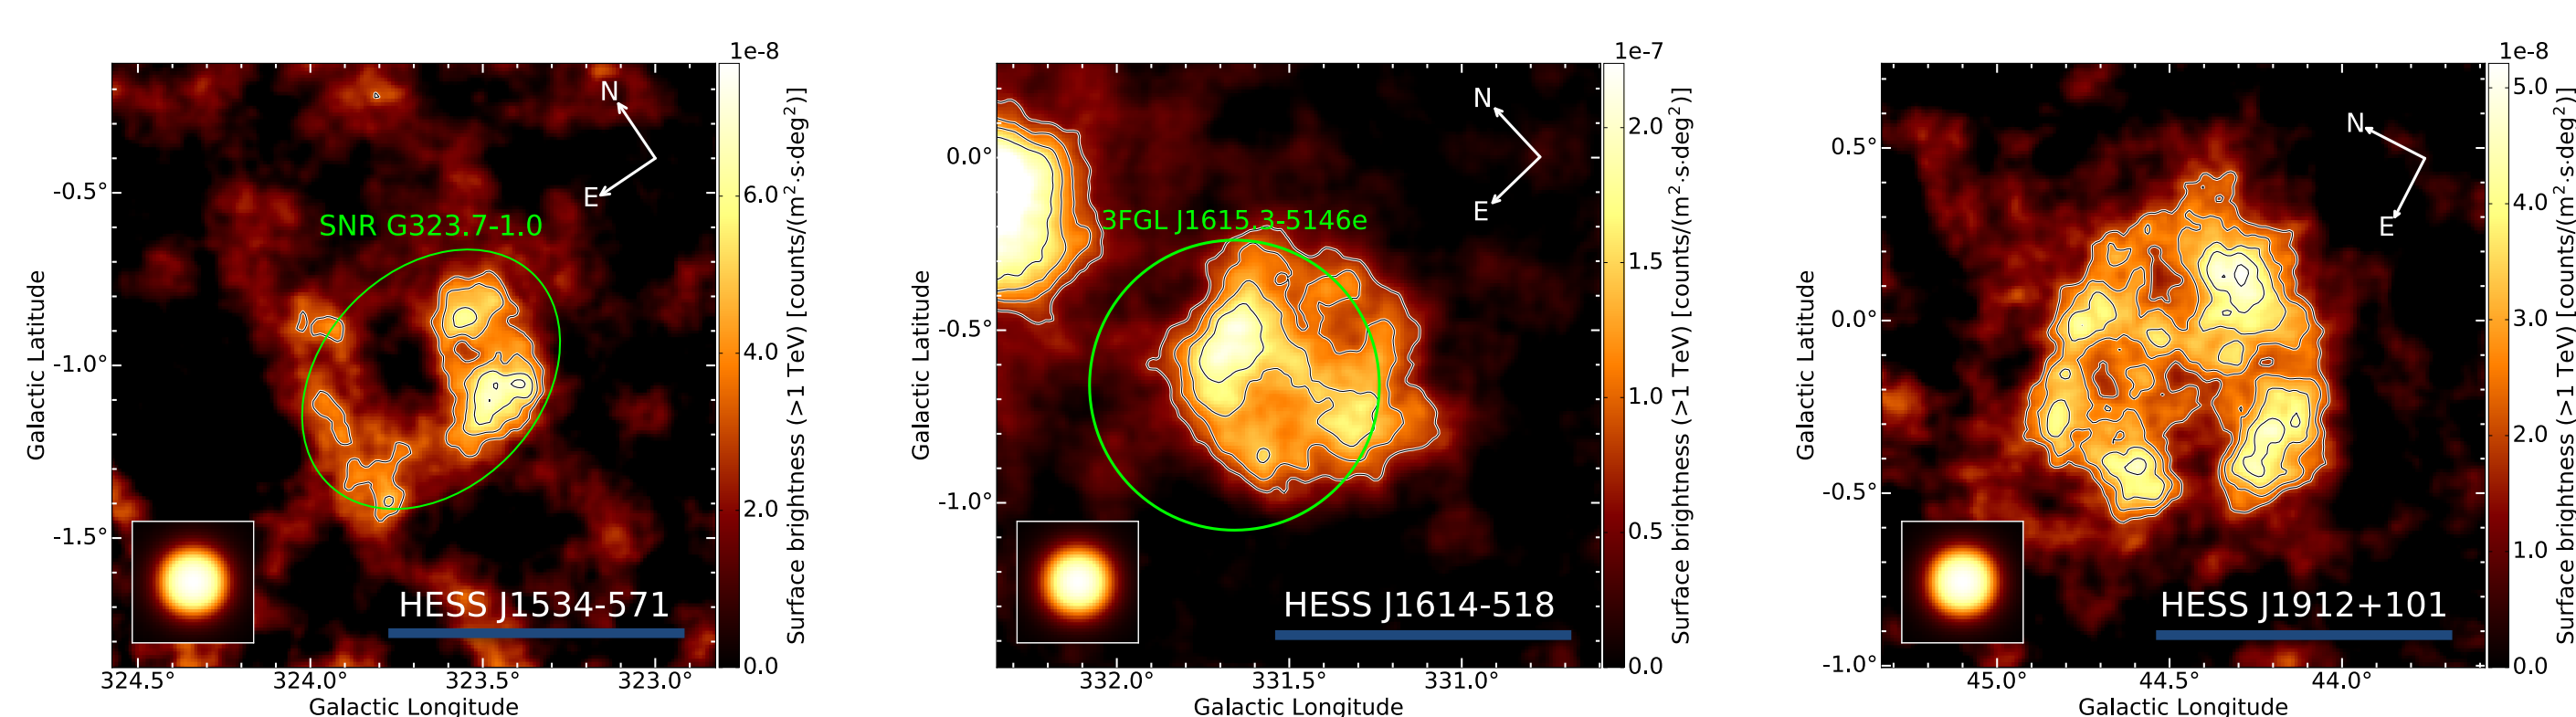 1e-8
N
E
SNR G323.7-1.0
HESS J1534-571
-0.5°
-1.0°
-1.5°
Galactic Latitude
324.5°
324.0°
323.5°
323.0°
Galactic Longitude
6.0
4.0
2.0
0.0
Surface brightness (>1 TeV) [counts/(m²·s·deg²)]
1e-7
N
E
3FGL J1615.3-5146e
HESS J1614-518
0.0°
-0.5°
-1.0°
Galactic Latitude
332.0°
331.5°
331.0°
Galactic Longitude
2.0
1.5
1.0
0.5
0.0
Surface brightness (>1 TeV) [counts/(m²·s·deg²)]
1e-8
N
E
HESS J1912+101
0.5°
0.0°
-0.5°
-1.0°
Galactic Latitude
45.0°
44.5°
44.0°
Galactic Longitude
5.0
4.0
3.0
2.0
1.0
0.0
Surface brightness (>1 TeV) [counts/(m²·s·deg²)]